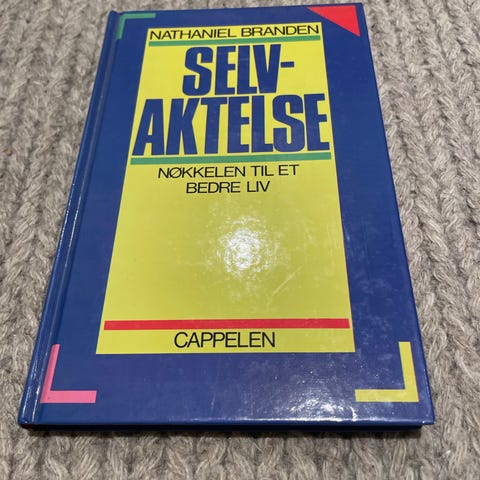 NATHANIEL BRANDEN
SELV-
AKTELSE
NØKKELEN TIL ET
BEDRE LIV
CAPPELEN